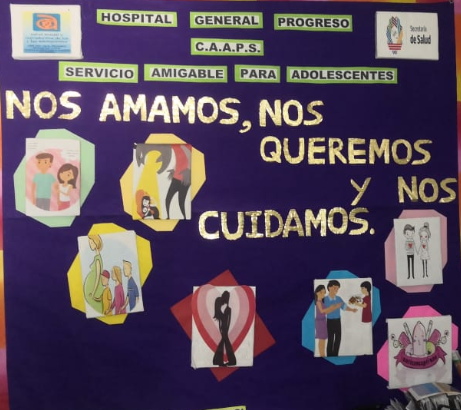 HOSPITAL GENERAL PROGRESO
C.A.A.P.S.
SERVICIO AMIGABLE PARA ADOLESCENTES
Secretaría
de Salud
NOS AMAMOS, NOS
QUEREMOS
Y NOS
CUIDAMOS.